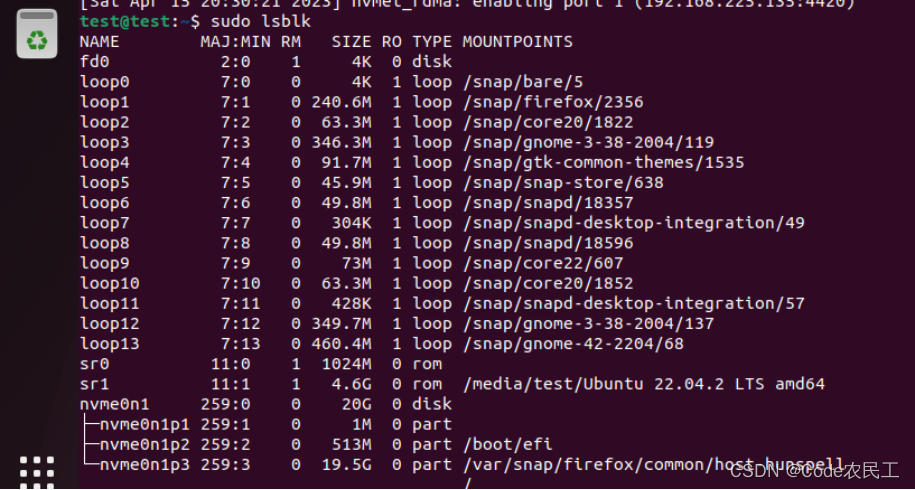 [Sat Apr 15 20:30:21 2023] nvmet_rdma: enabling port 1 (192.168.225.135:4420)
test@test:~$ sudo lsblk
NAME MAJ:MIN RM SIZE RO TYPE MOUNTPOINTS
fd0 2:0 1 4K 0 disk
loop0 7:0 0 4K 1 loop /snap/bare/5
loop1 7:1 0 240.6M 1 loop /snap/firefox/2356
loop2 7:2 0 63.3M 1 loop /snap/core20/1822
loop3 7:3 0 346.3M 1 loop /snap/gnome-3-38-2004/119
loop4 7:4 0 91.7M 1 loop /snap/gtk-common-themes/1535
loop5 7:5 0 45.9M 1 loop /snap/snap-store/638
loop6 7:6 0 49.8M 1 loop /snap/snapd/18357
loop7 7:7 0 304K 1 loop /snap/snapd-desktop-integration/49
loop8 7:8 0 49.8M 1 loop /snap/snapd/18596
loop9 7:9 0 73M 1 loop /snap/core22/607
loop10 7:10 0 63.3M 1 loop /snap/core20/1852
loop11 7:11 0 428K 1 loop /snap/snapd-desktop-integration/57
loop12 7:12 0 349.7M 1 loop /snap/gnome-3-38-2004/137
loop13 7:13 0 460.4M 1 loop /snap/gnome-42-2204/68
sr0 11:0 1 1024M 0 rom
sr1 11:1 1 4.6G 0 rom /media/test/Ubuntu 22.04.2 LTS amd64
nvme0n1 259:0 0 20G 0 disk
├─nvme0n1p1 259:1 0 1M 0 part
├─nvme0n1p2 259:2 0 513M 0 part /boot/efi
└─nvme0n1p3 259:3 0 19.5G 0 part /var/snap/firefox/common/host-hunspell
/
CSDN @Code农民工